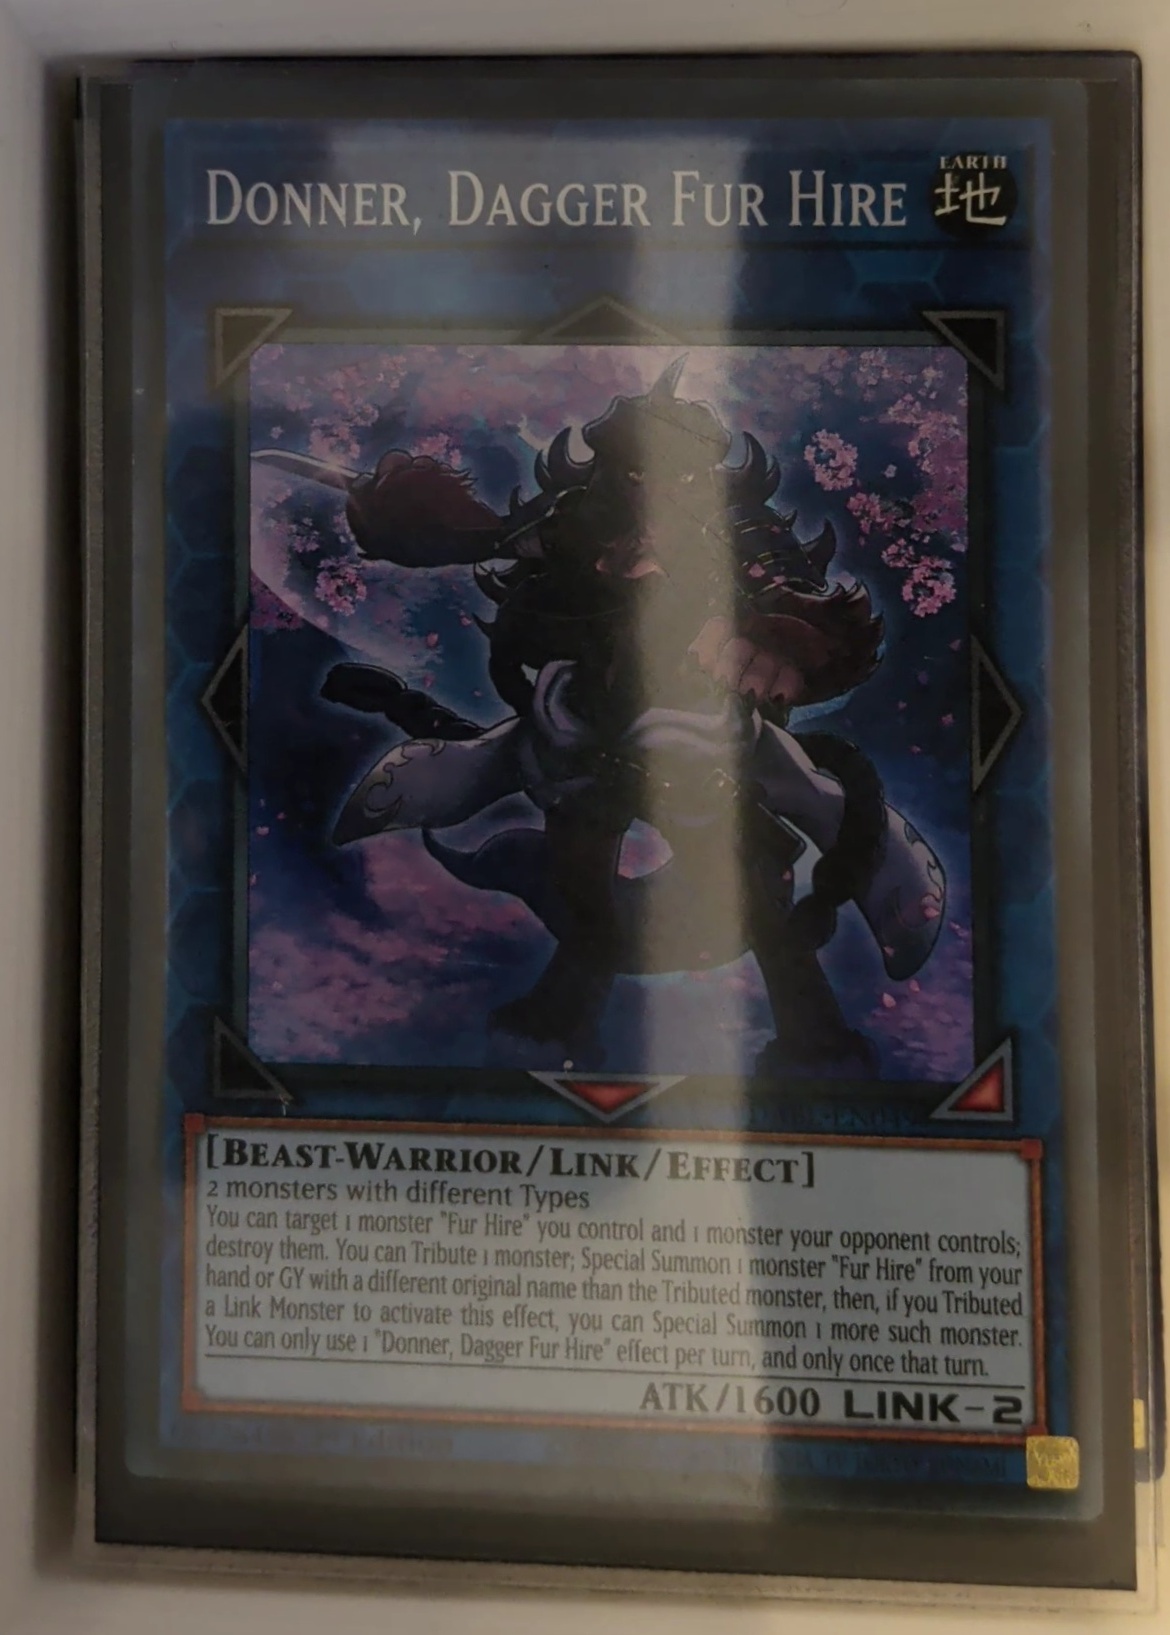 DONNER, DAGGER FUR HIRE
EARTH
地
[BEAST-WARRIOR/LINK/EFFECT]
2 monsters with different Types
You can target 1 monster "Fur Hire" you control and 1 monster your opponent controls;
destroy them. You can Tribute 1 monster; Special Summon 1 monster "Fur Hire" from your
hand or GY with a different original name than the Tributed monster, then, if you Tributed
a Link Monster to activate this effect, you can Special Summon 1 more such monster.
You can only use 1 "Donner, Dagger Fur Hire" effect per turn, and only once that turn.
ATK/1600 LINK-2